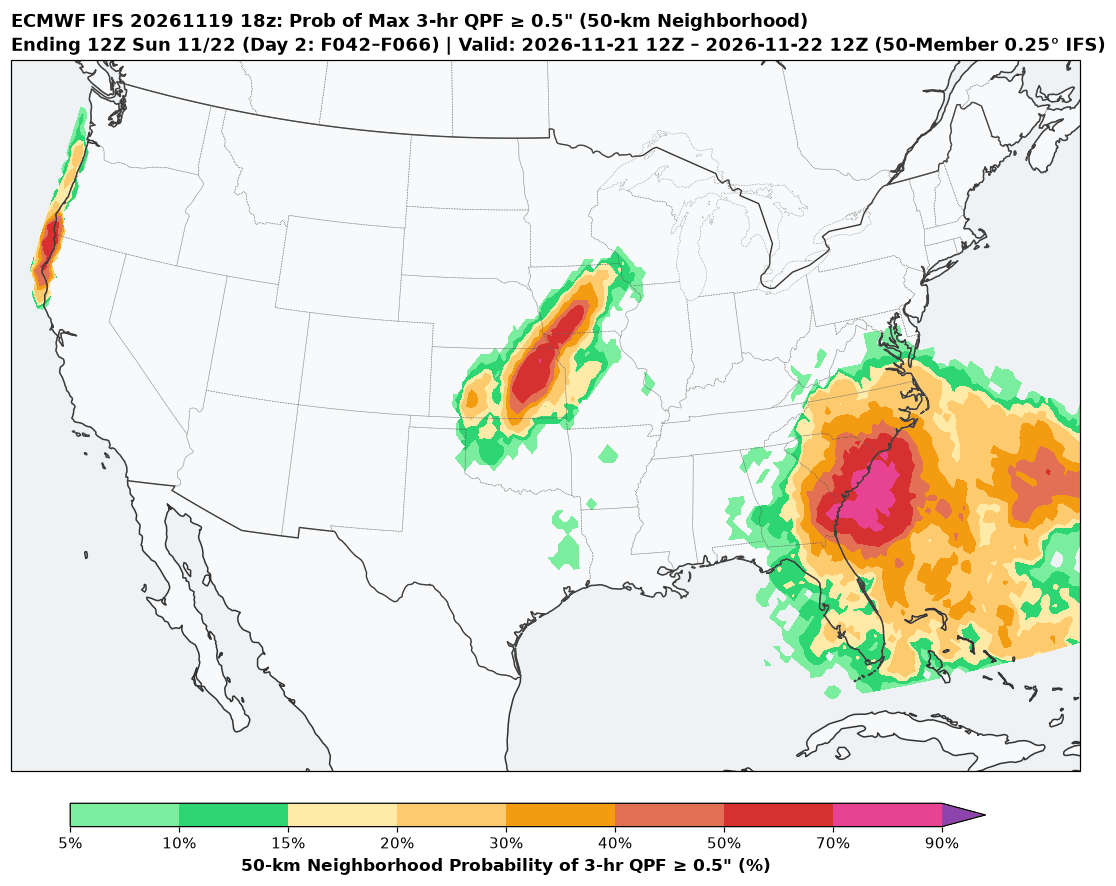 ECMWF IFS 20261119 18z: Prob of Max 3-hr QPF ≥ 0.5" (50-km Neighborhood)
Ending 12Z Sun 11/22 (Day 2: F042–F066) | Valid: 2026-11-21 12Z – 2026-11-22 12Z (50-Member 0.25° IFS)
5% 10% 15% 20% 30% 40% 50% 70% 90%
50-km Neighborhood Probability of 3-hr QPF ≥ 0.5" (%)